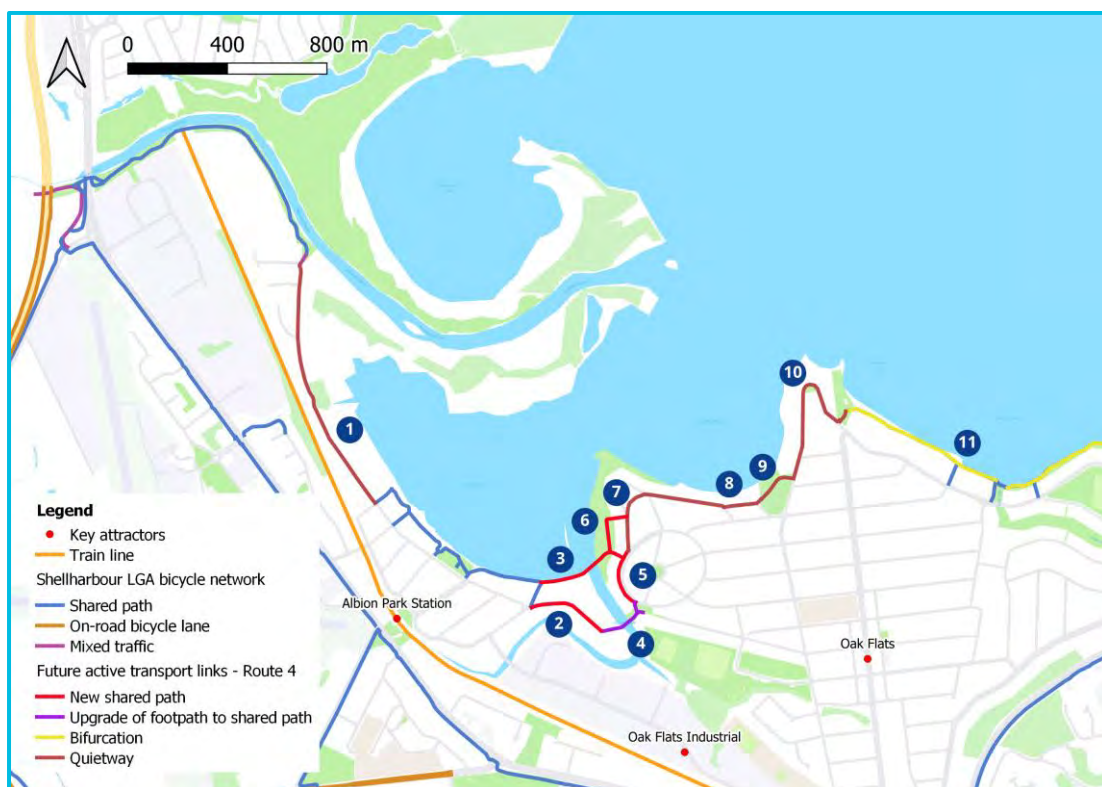 0 400 800 m
10
11
1
9
8
7
6
3
5
2
4
Albion Park Station
Oak Flats
Oak Flats Industrial
Legend
Key attractors
Train line
Shellharbour LGA bicycle network
Shared path
On-road bicycle lane
Mixed traffic
Future active transport links - Route 4
New shared path
Upgrade of footpath to shared path
Bifurcation
Quietway